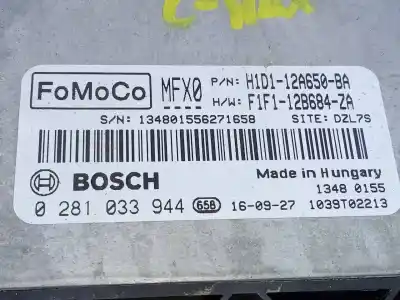 C-MAX
FoMoCo MFX0 P/N: H1D1-12A650-BA
H/W: F1F1-12B684-ZA
S/N: 134801556271658 SITE: DZL7S
BOSCH Made in Hungary
1348 0155
0 281 033 944 658 16-09-27 1039T02213